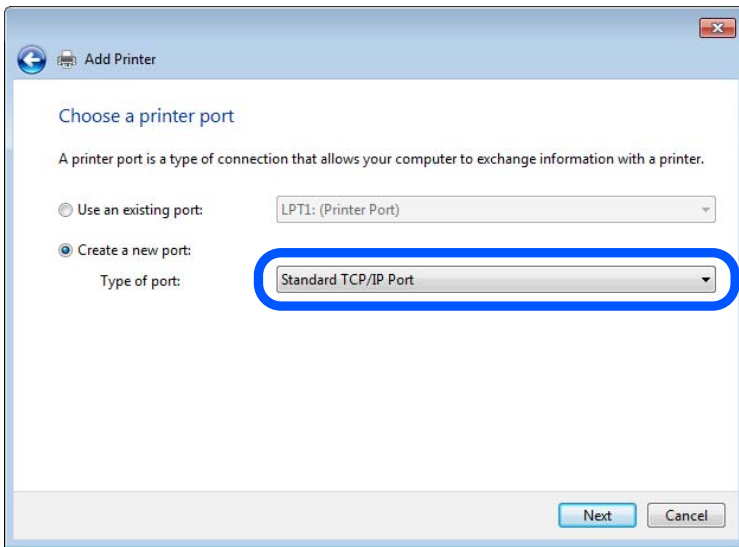 Add Printer
Choose a printer port
A printer port is a type of connection that allows your computer to exchange information with a printer.
Use an existing port: LPT1: (Printer Port)
Create a new port:
Type of port: Standard TCP/IP Port
Next Cancel